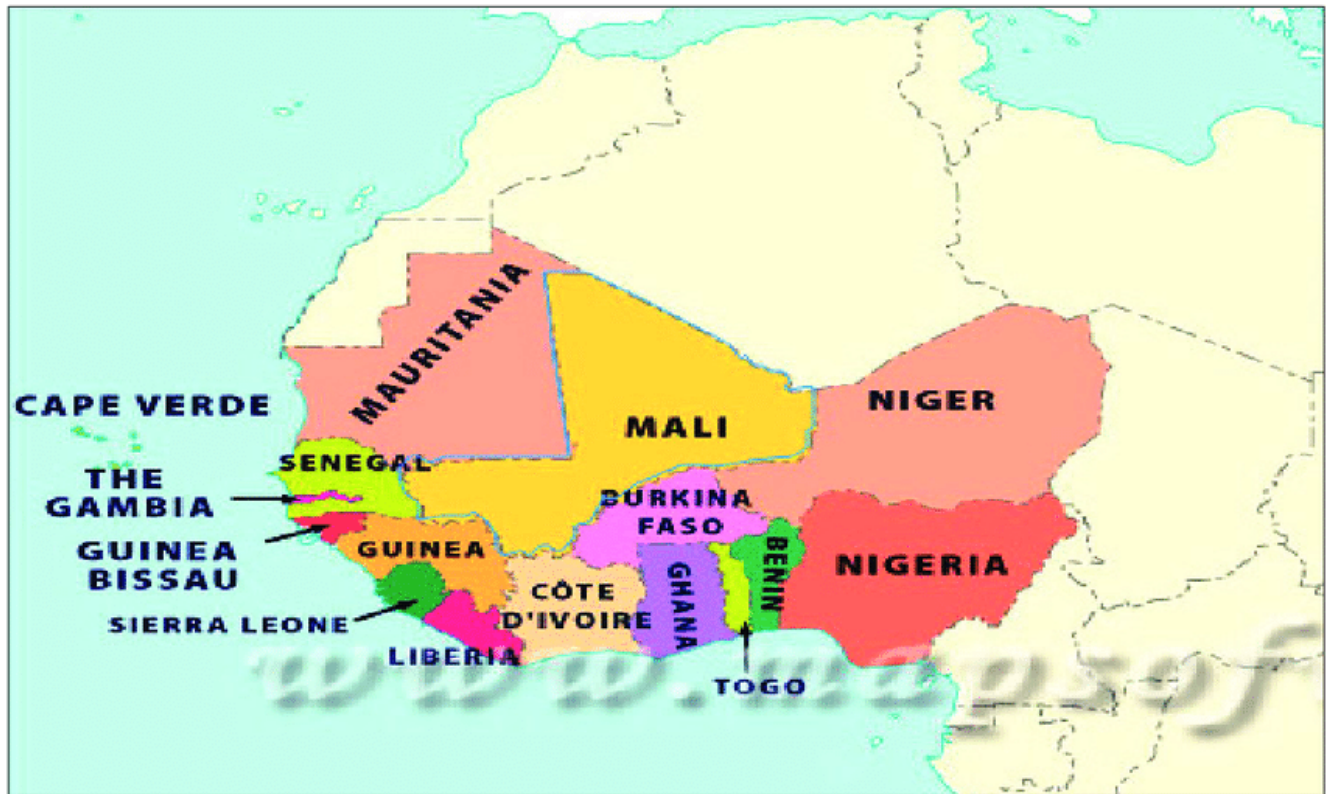 MAURITANIA
CAPE VERDE
NIGER
MALI
SENEGAL
THE
GAMBIA
BURKINA
FASO
GUINEA
BISSAU
GUINEA
BENIN
NIGERIA
GHANA
CÔTE
D'IVOIRE
SIERRA LEONE
LIBERIA
TOGO
www.mapsof